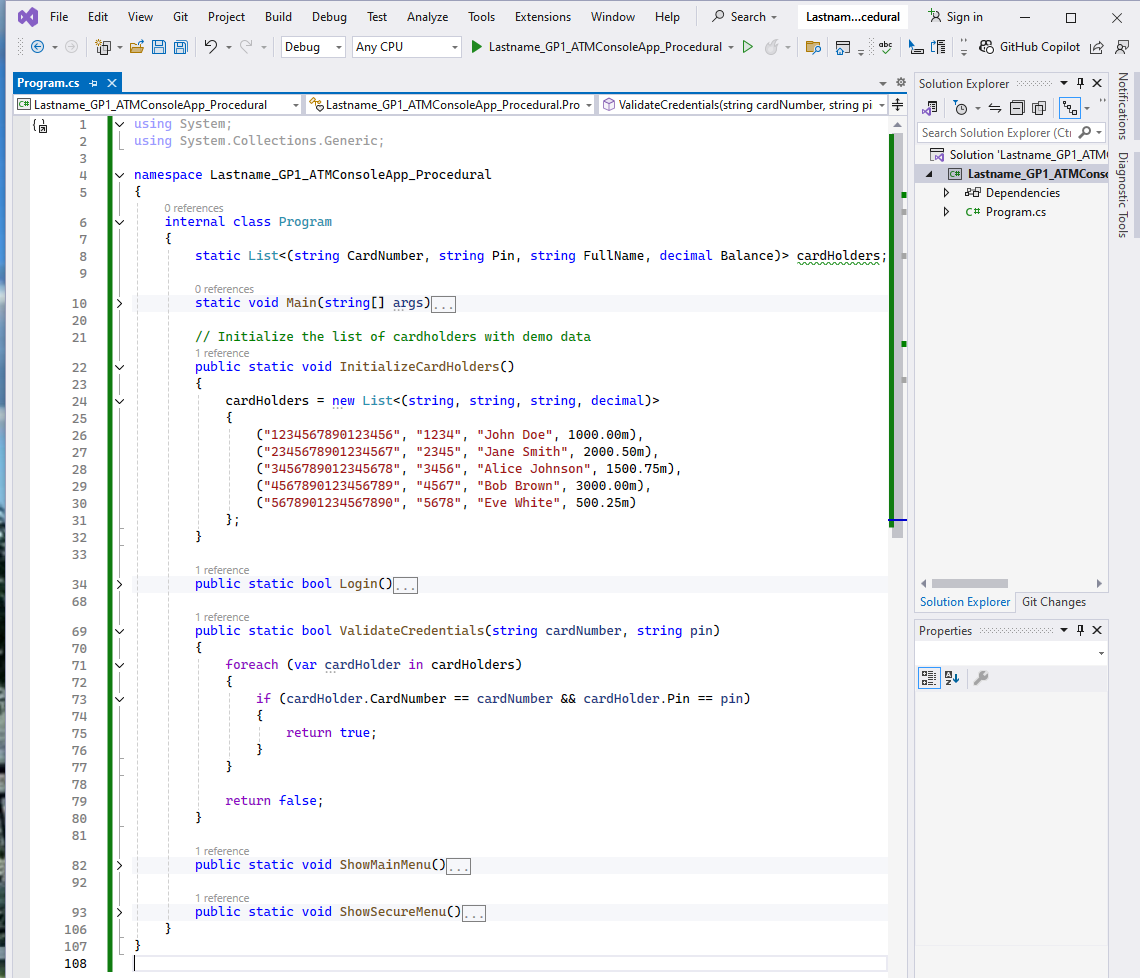 File Edit View Git Project Build Debug Test Analyze Tools Extensions Window Help Search Lastnam...cedural Sign in
Debug Any CPU Lastname_GP1_ATMConsoleApp_Procedural GitHub Copilot
Program.cs
Lastname_GP1_ATMConsoleApp_Procedural Lastname_GP1_ATMConsoleApp_Procedural.Pro ValidateCredentials(string cardNumber, string pi
1 using System;
2 using System.Collections.Generic;
3
4 namespace Lastname_GP1_ATMConsoleApp_Procedural
5 {
0 references
6 internal class Program
7 {
8 static List<(string CardNumber, string Pin, string FullName, decimal Balance)> cardHolders;
9
0 references
10 static void Main(string[] args)...
20
21 // Initialize the list of cardholders with demo data
1 reference
22 public static void InitializeCardHolders()
23 {
24 cardHolders = new List<(string, string, string, decimal)>
25 {
26 ("1234567890123456", "1234", "John Doe", 1000.00m),
27 ("2345678901234567", "2345", "Jane Smith", 2000.50m),
28 ("3456789012345678", "3456", "Alice Johnson", 1500.75m),
29 ("4567890123456789", "4567", "Bob Brown", 3000.00m),
30 ("5678901234567890", "5678", "Eve White", 500.25m)
31 };
32 }
33
1 reference
34 public static bool Login()...
68
1 reference
69 public static bool ValidateCredentials(string cardNumber, string pin)
70 {
71 foreach (var cardHolder in cardHolders)
72 {
73 if (cardHolder.CardNumber == cardNumber && cardHolder.Pin == pin)
74 {
75 return true;
76 }
77 }
78
79 return false;
80 }
81
1 reference
82 public static void ShowMainMenu()...
92
1 reference
93 public static void ShowSecureMenu()...
106 }
107 }
108
Solution Explorer
Search Solution Explorer (Ctr
Solution 'Lastname_GP1_ATM
Lastname_GP1_ATMConso
Dependencies
C# Program.cs
Solution Explorer Git Changes
Properties
Notifications
Diagnostic Tools